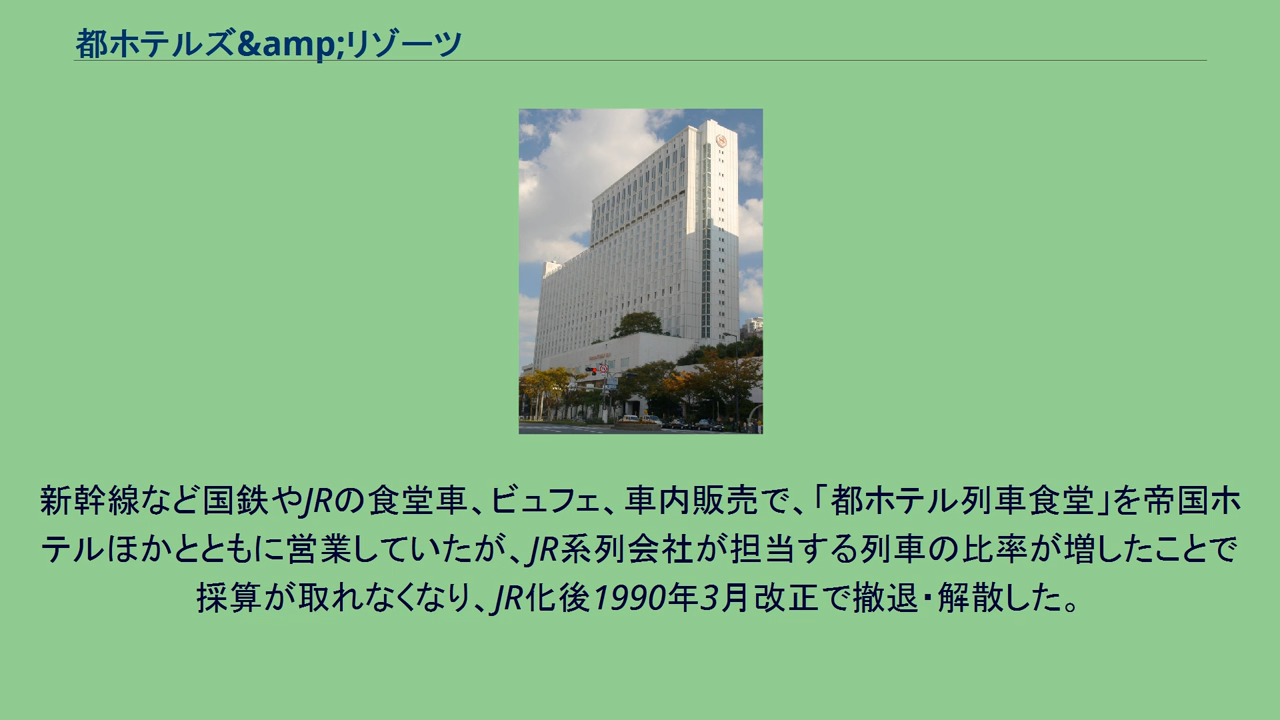 都ホテルズ&amp;リゾーツ
新幹線など国鉄やJRの食堂車、ビュフェ、車内販売で、「都ホテル列車食堂」を帝国ホ
テルほかとともに営業していたが、JR系列会社が担当する列車の比率が増したことで
採算が取れなくなり、JR化後1990年3月改正で撤退・解散した。